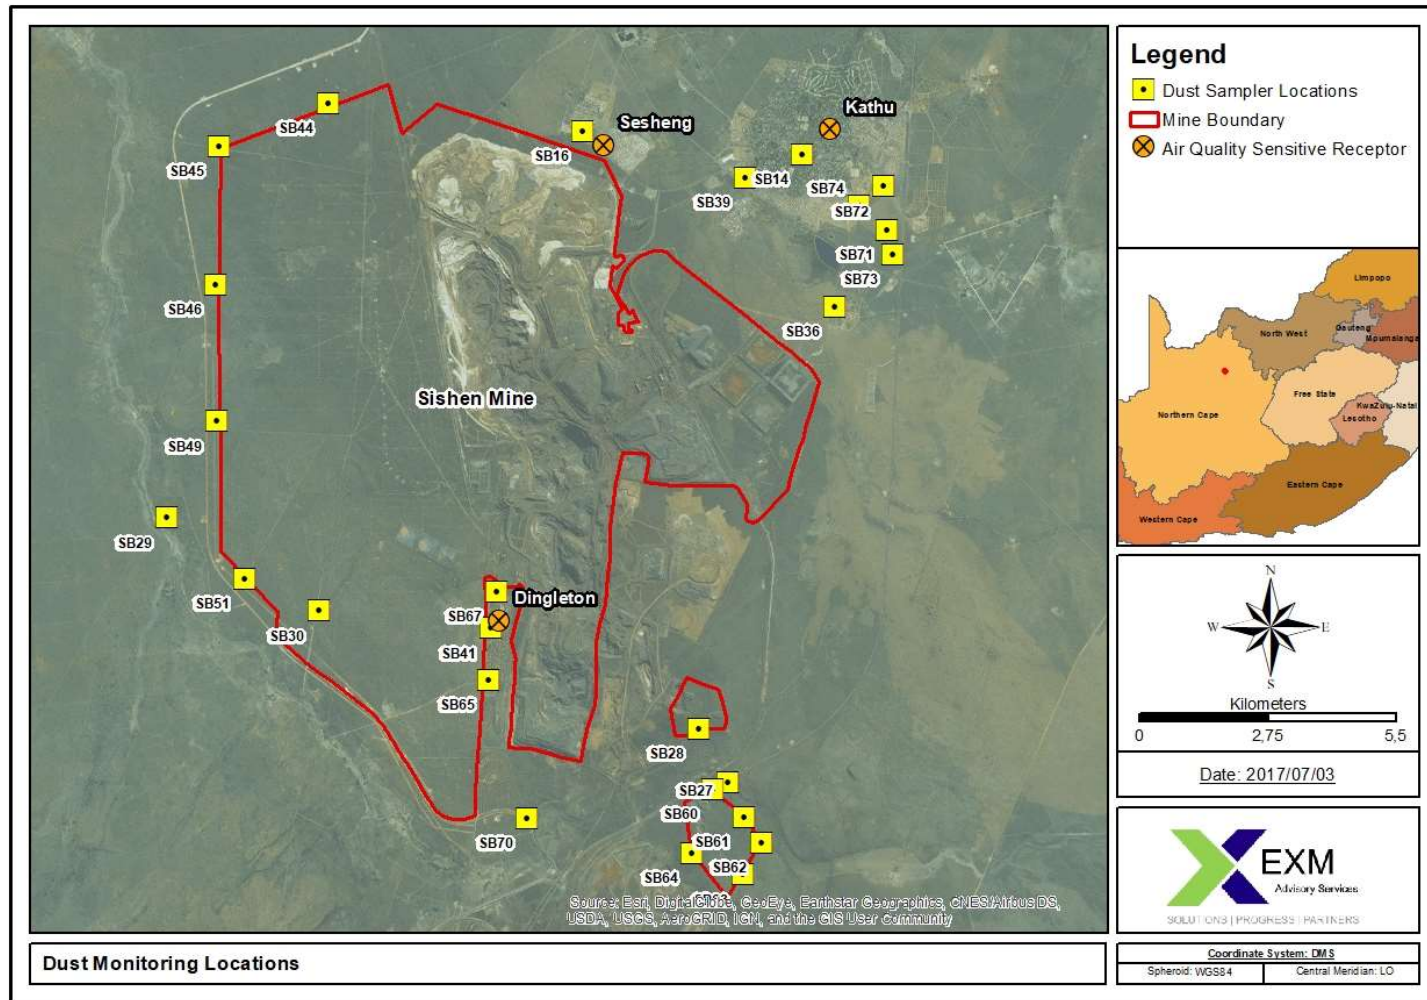 Legend
Dust Sampler Locations
Mine Boundary
Air Quality Sensitive Receptor
Kathu
Sesheng
SB44
SB45
SB16
SB14
SB39
SB74
SB72
SB71
SB73
SB46
SB36
Sishen Mine
SB49
SB29
SB51
SB30
Dingleton
SB67
SB41
SB65
SB28
SB27
SB60
SB61
SB70
SB62
SB64
Source: Esri, DigitalGlobe, GeoEye, Earthstar Geographics, CNES/Airbus DS,
USDA, USGS, AeroGRID, IGN, and the GIS User Community
Limpopo
North West
Gauteng
Mpumalanga
Northern Cape
Free State
KwaZulu-Natal
Lesotho
Eastern Cape
Western Cape
N
W E
S
Kilometers
0 2,75 5,5
Date: 2017/07/03
EXM
Advisory Services
SOLUTIONS | PROGRESS | PARTNERS
Dust Monitoring Locations
Coordinate System: DMS
Spheroid: WGS84 Central Meridian: LO